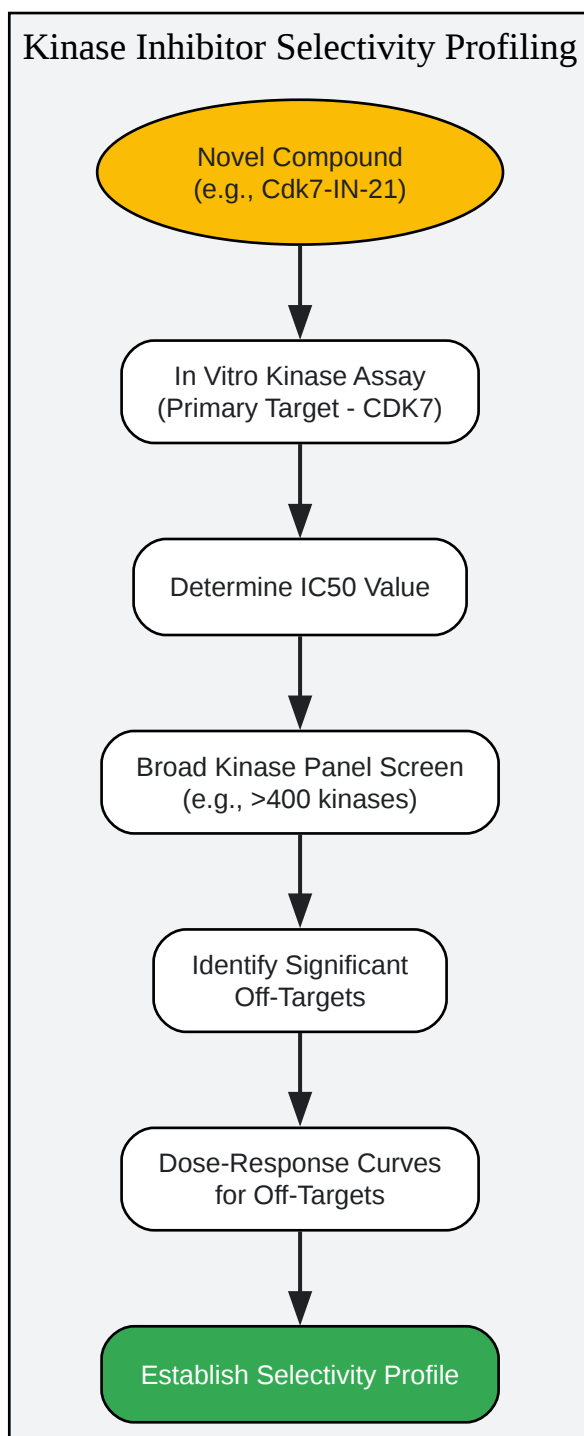 Kinase Inhibitor Selectivity Profiling
Novel Compound
(e.g., Cdk7-IN-21)
In Vitro Kinase Assay
(Primary Target - CDK7)
Determine IC50 Value
Broad Kinase Panel Screen
(e.g., >400 kinases)
Identify Significant
Off-Targets
Dose-Response Curves
for Off-Targets
Establish Selectivity Profile